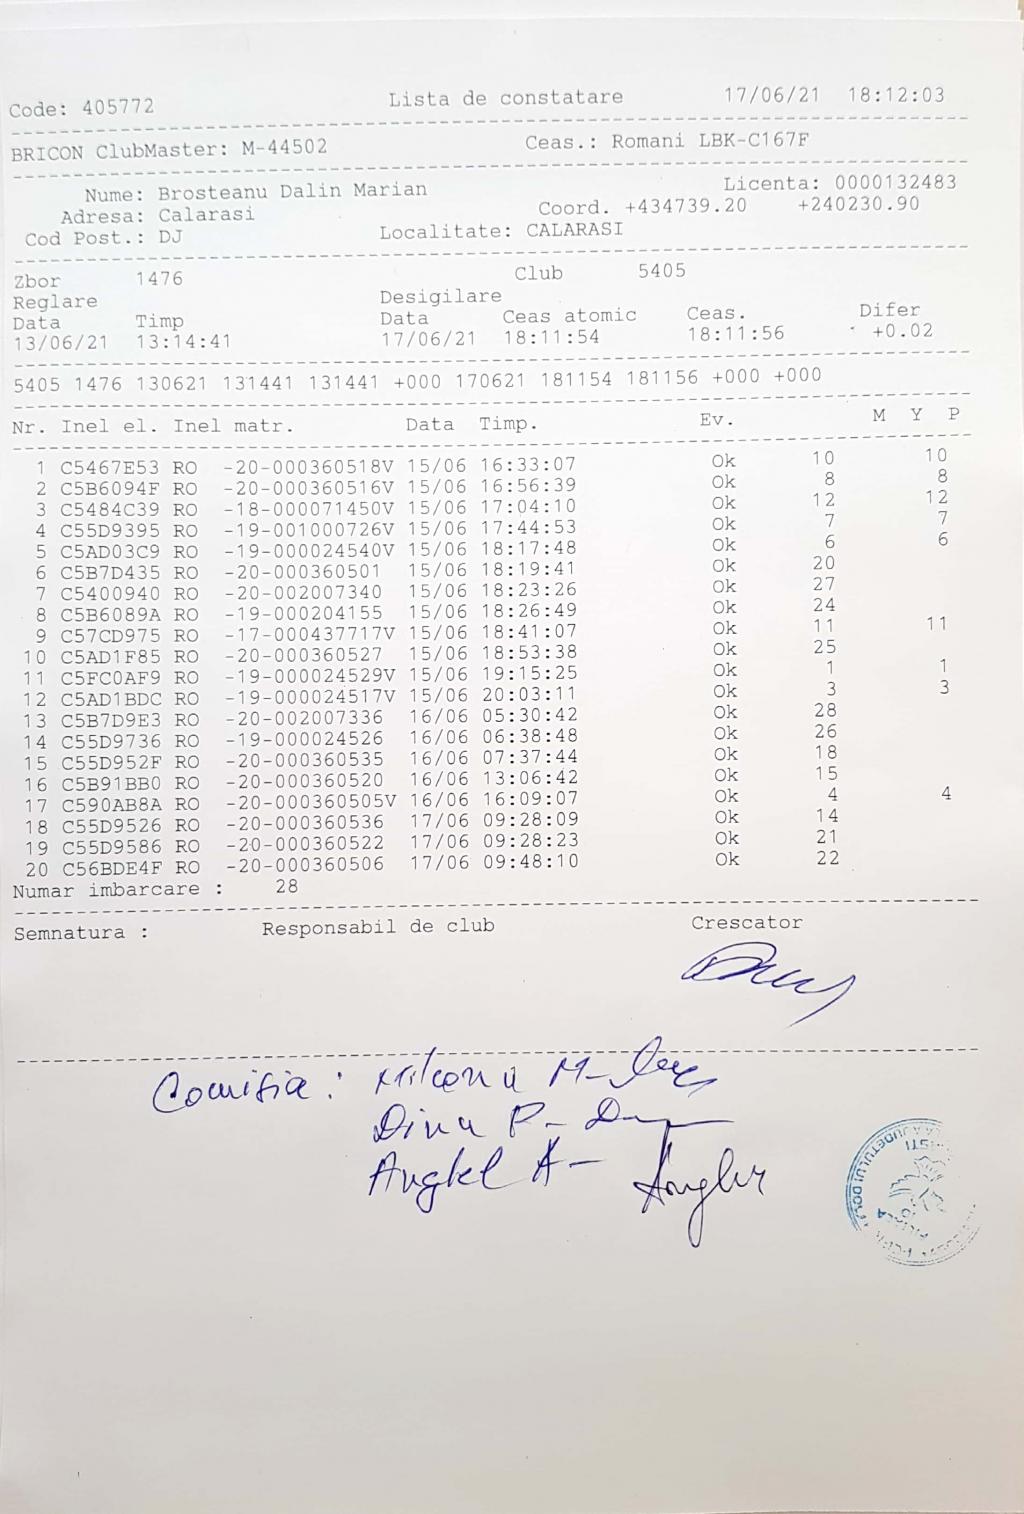 Code: 405772 Lista de constatare 17/06/21 18:12:03
BRICON ClubMaster: M-44502 Ceas.: Romani LBK-C167F
Nume: Brosteanu Dalin Marian Licenta: 0000132483
Adresa: Calarasi Coord. +434739.20 +240230.90
Cod Post.: DJ Localitate: CALARASI
Zbor 1476 Club 5405
Reglare Desigilare
Data Timp Data Ceas atomic Ceas. Difer
13/06/21 13:14:41 17/06/21 18:11:54 18:11:56 +0.02
5405 1476 130621 131441 131441 +000 170621 181154 181156 +000 +000
Nr. Inel el. Inel matr. Data Timp. Ev. M Y P
1 C5467E53 RO -20-000360518V 15/06 16:33:07 Ok 10 10
2 C5B6094F RO -20-000360516V 15/06 16:56:39 Ok 8 8
3 C5484C39 RO -18-000071450V 15/06 17:04:10 Ok 12 12
4 C55D9395 RO -19-001000726V 15/06 17:44:53 Ok 7 7
5 C5AD03C9 RO -19-000024540V 15/06 18:17:48 Ok 6 6
6 C5B7D435 RO -20-000360501 15/06 18:19:41 Ok 20
7 C5400940 RO -20-002007340 15/06 18:23:26 Ok 27
8 C5B6089A RO -19-000204155 15/06 18:26:49 Ok 24
9 C57CD975 RO -17-000437717V 15/06 18:41:07 Ok 11 11
10 C5AD1F85 RO -20-000360527 15/06 18:53:38 Ok 25
11 C5FC0AF9 RO -19-000024529V 15/06 19:15:25 Ok 1 1
12 C5AD1BDC RO -19-000024517V 15/06 20:03:11 Ok 3 3
13 C5B7D9E3 RO -20-002007336 16/06 05:30:42 Ok 28
14 C55D9736 RO -19-000024526 16/06 06:38:48 Ok 26
15 C55D952F RO -20-000360535 16/06 07:37:44 Ok 18
16 C5B91BB0 RO -20-000360520 16/06 13:06:42 Ok 15
17 C590AB8A RO -20-000360505V 16/06 16:09:07 Ok 4 4
18 C55D9526 RO -20-000360536 17/06 09:28:09 Ok 14
19 C55D9586 RO -20-000360522 17/06 09:28:23 Ok 21
20 C56BDE4F RO -20-000360506 17/06 09:48:10 Ok 22
Numar imbarcare : 28
Semnatura : Responsabil de club Crescator
Comisia: M-
Dinu P-
Anghel A-